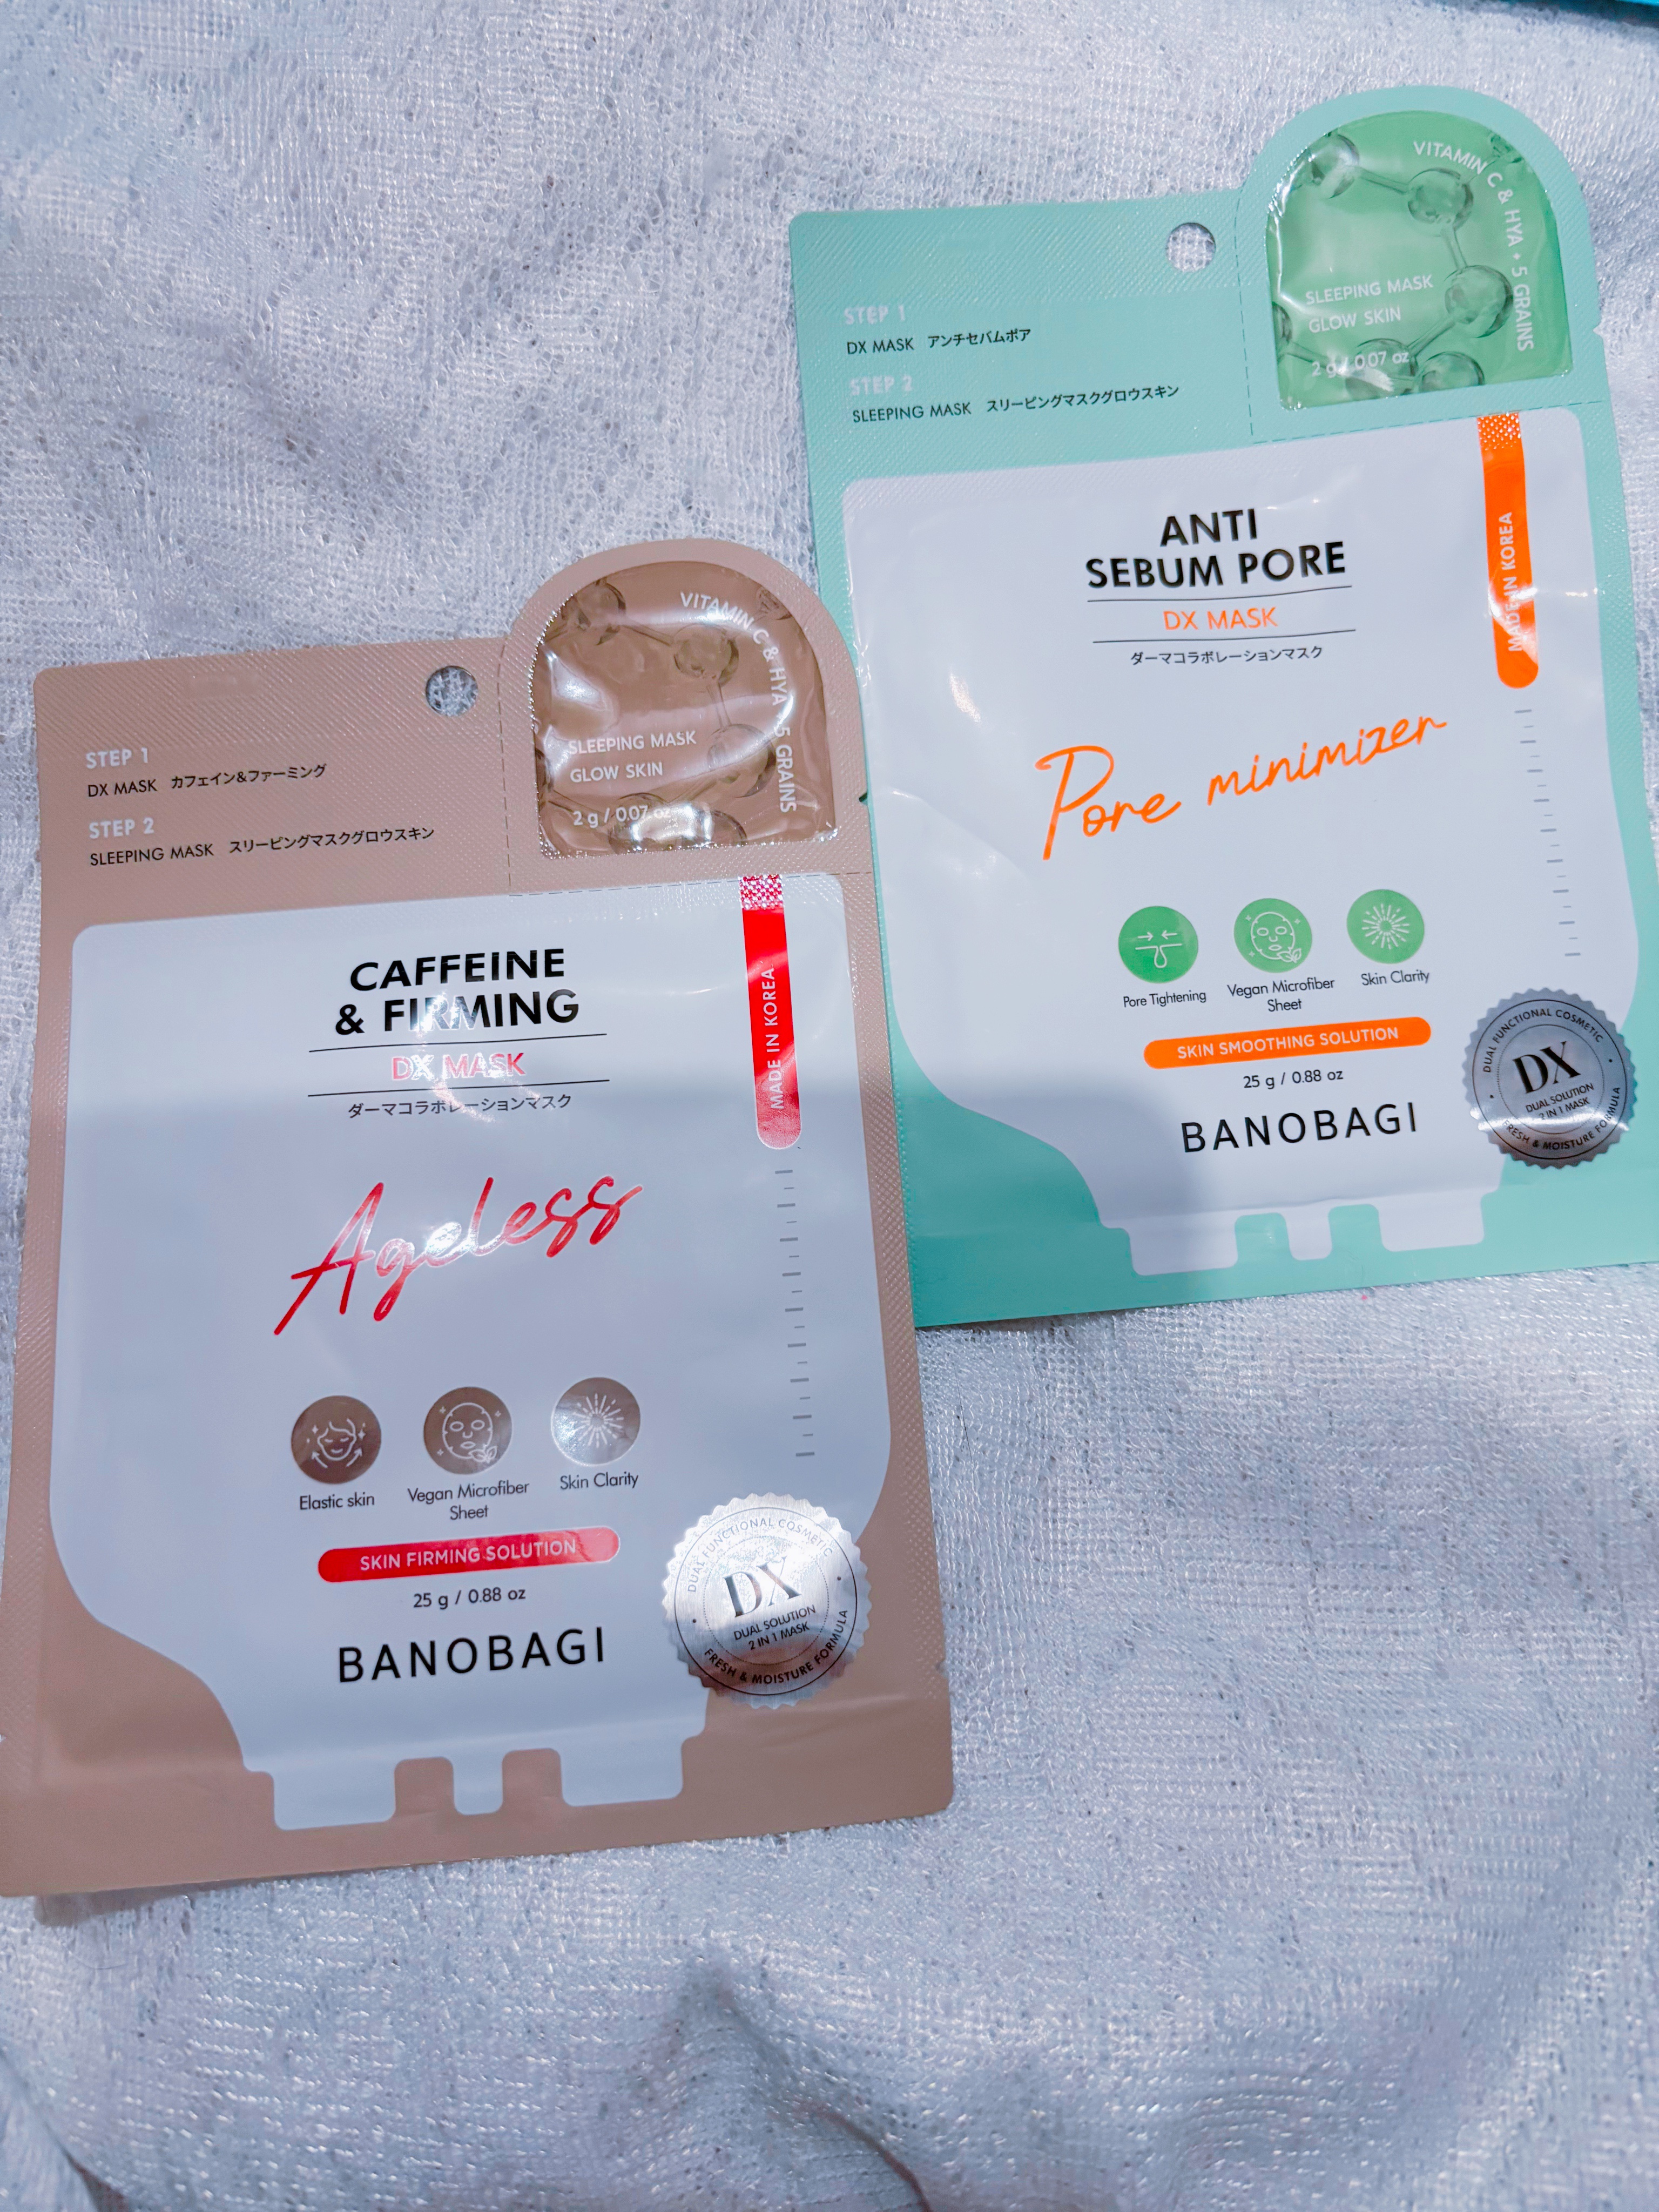 STEP 1
DX MASK カフェイン&ファーミング
STEP 2
SLEEPING MASK スリーピングマスクグロウスキン
VITAMIN C & HYA + 5 GRAINS
SLEEPING MASK
GLOW SKIN
2 g / 0.07 oz
CAFFEINE
& FIRMING
DX MASK
ダーマコラボレーションマスク
MADE IN KOREA
Ageless
Elastic skin
Vegan Microfiber
Sheet
Skin Clarity
SKIN FIRMING SOLUTION
25 g / 0.88 oz
BANOBAGI
DUAL FUNCTIONAL COSMETIC
DX
DUAL SOLUTION
2 IN 1 MASK
FRESH & MOISTURE FORMULA
STEP 1
DX MASK アンチセバムポア
STEP 2
SLEEPING MASK スリーピングマスクグロウスキン
VITAMIN C & HYA + 5 GRAINS
SLEEPING MASK
GLOW SKIN
2 g / 0.07 oz
ANTI
SEBUM PORE
DX MASK
ダーマコラボレーションマスク
MADE IN KOREA
Pore minimizer
Pore Tightening
Vegan Microfiber
Sheet
Skin Clarity
SKIN SMOOTHING SOLUTION
25 g / 0.88 oz
BANOBAGI
DUAL FUNCTIONAL COSMETIC
DX
DUAL SOLUTION
2 IN 1 MASK
FRESH & MOISTURE FORMULA